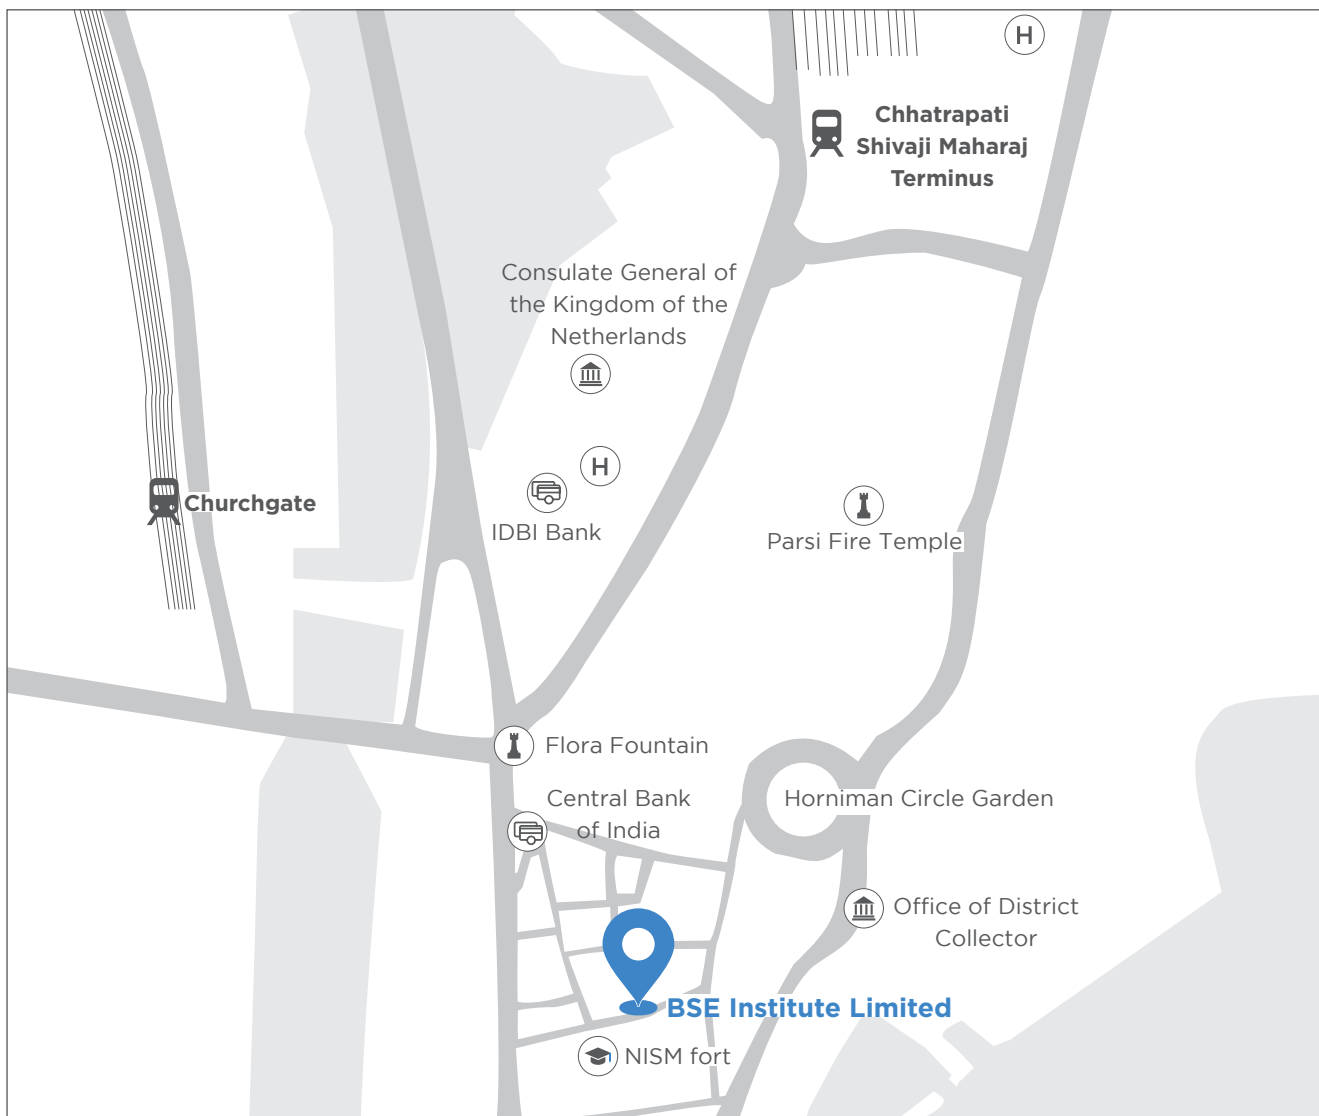 H
Chhatrapati
Shivaji Maharaj
Terminus
Consulate General of
the Kingdom of the
Netherlands
H
IDBI Bank
Churchgate
Parsi Fire Temple
Flora Fountain
Central Bank
of India
Horniman Circle Garden
Office of District
Collector
BSE Institute Limited
NISM fort